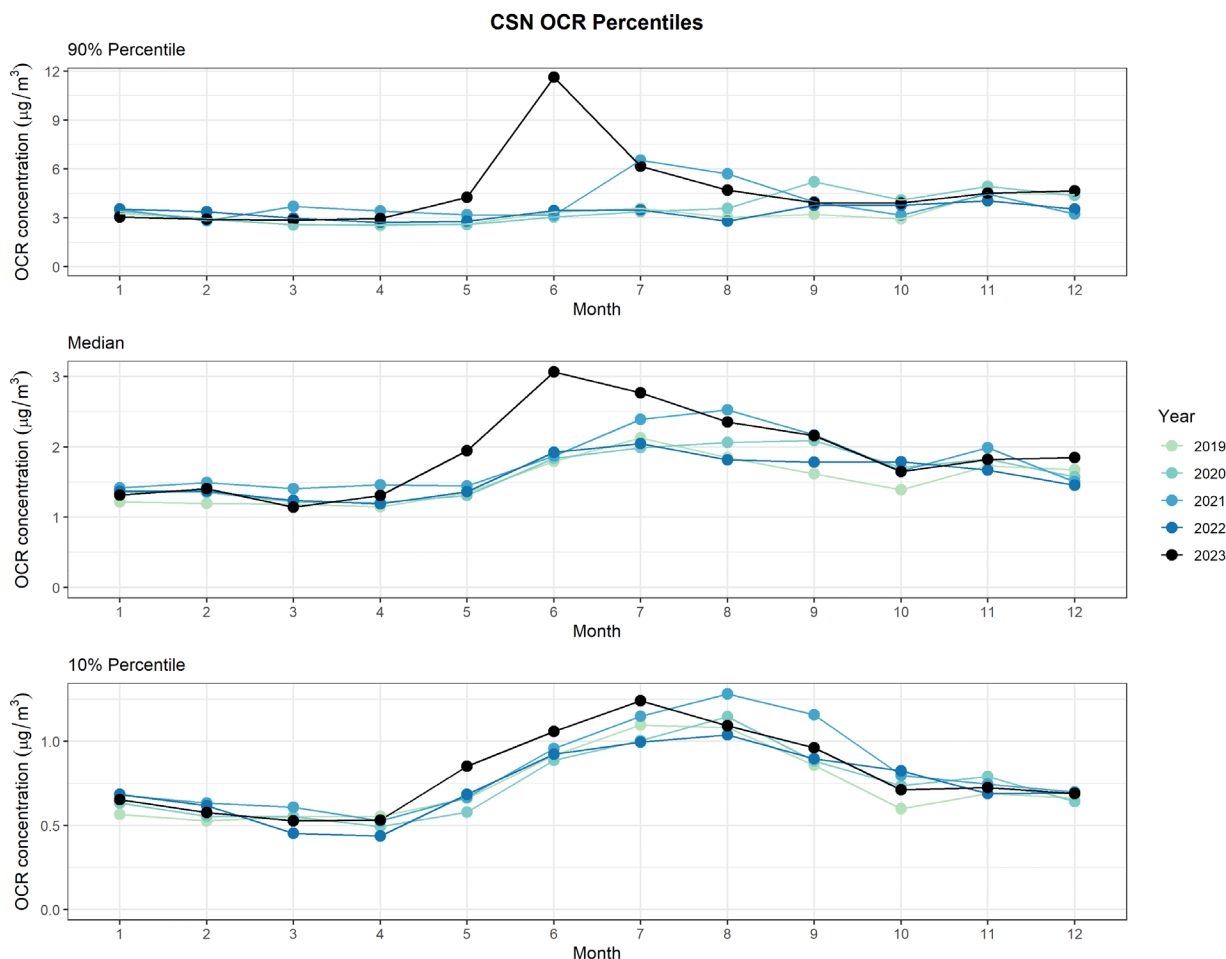 CSN OCR Percentiles
90% Percentile
OCR concentration (μg/m³)
12
9
6
3
0
1 2 3 4 5 6 7 8 9 10 11 12
Month
Median
OCR concentration (μg/m³)
3
2
1
0
1 2 3 4 5 6 7 8 9 10 11 12
Month
Year
2019
2020
2021
2022
2023
10% Percentile
OCR concentration (μg/m³)
1.0
0.5
0.0
1 2 3 4 5 6 7 8 9 10 11 12
Month